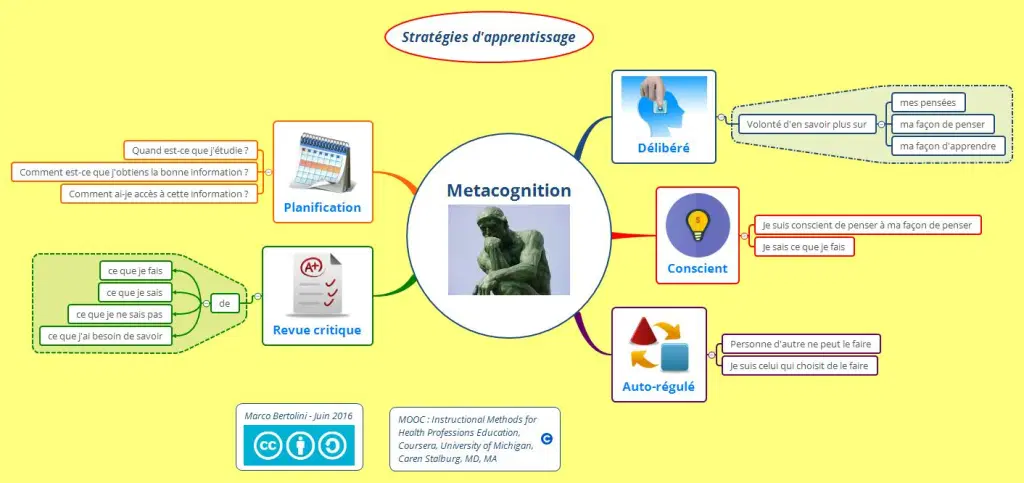 Stratégies d'apprentissage
Metacognition
Délibéré
Volonté d'en savoir plus sur
mes pensées
ma façon de penser
ma façon d'apprendre
Conscient
Je suis conscient de penser à ma façon de penser
Je sais ce que je fais
Auto-régulé
Personne d'autre ne peut le faire
Je suis celui qui choisit de le faire
Planification
Quand est-ce que j'étudie ?
Comment est-ce que j'obtiens la bonne information ?
Comment ai-je accès à cette information ?
A+
Revue critique
de
ce que je fais
ce que je sais
ce que je ne sais pas
ce que j'ai besoin de savoir
Marco Bertolini - Juin 2016
cc
MOOC : Instructional Methods for
Health Professions Education,
Coursera, University of Michigan,
Caren Stalburg, MD, MA